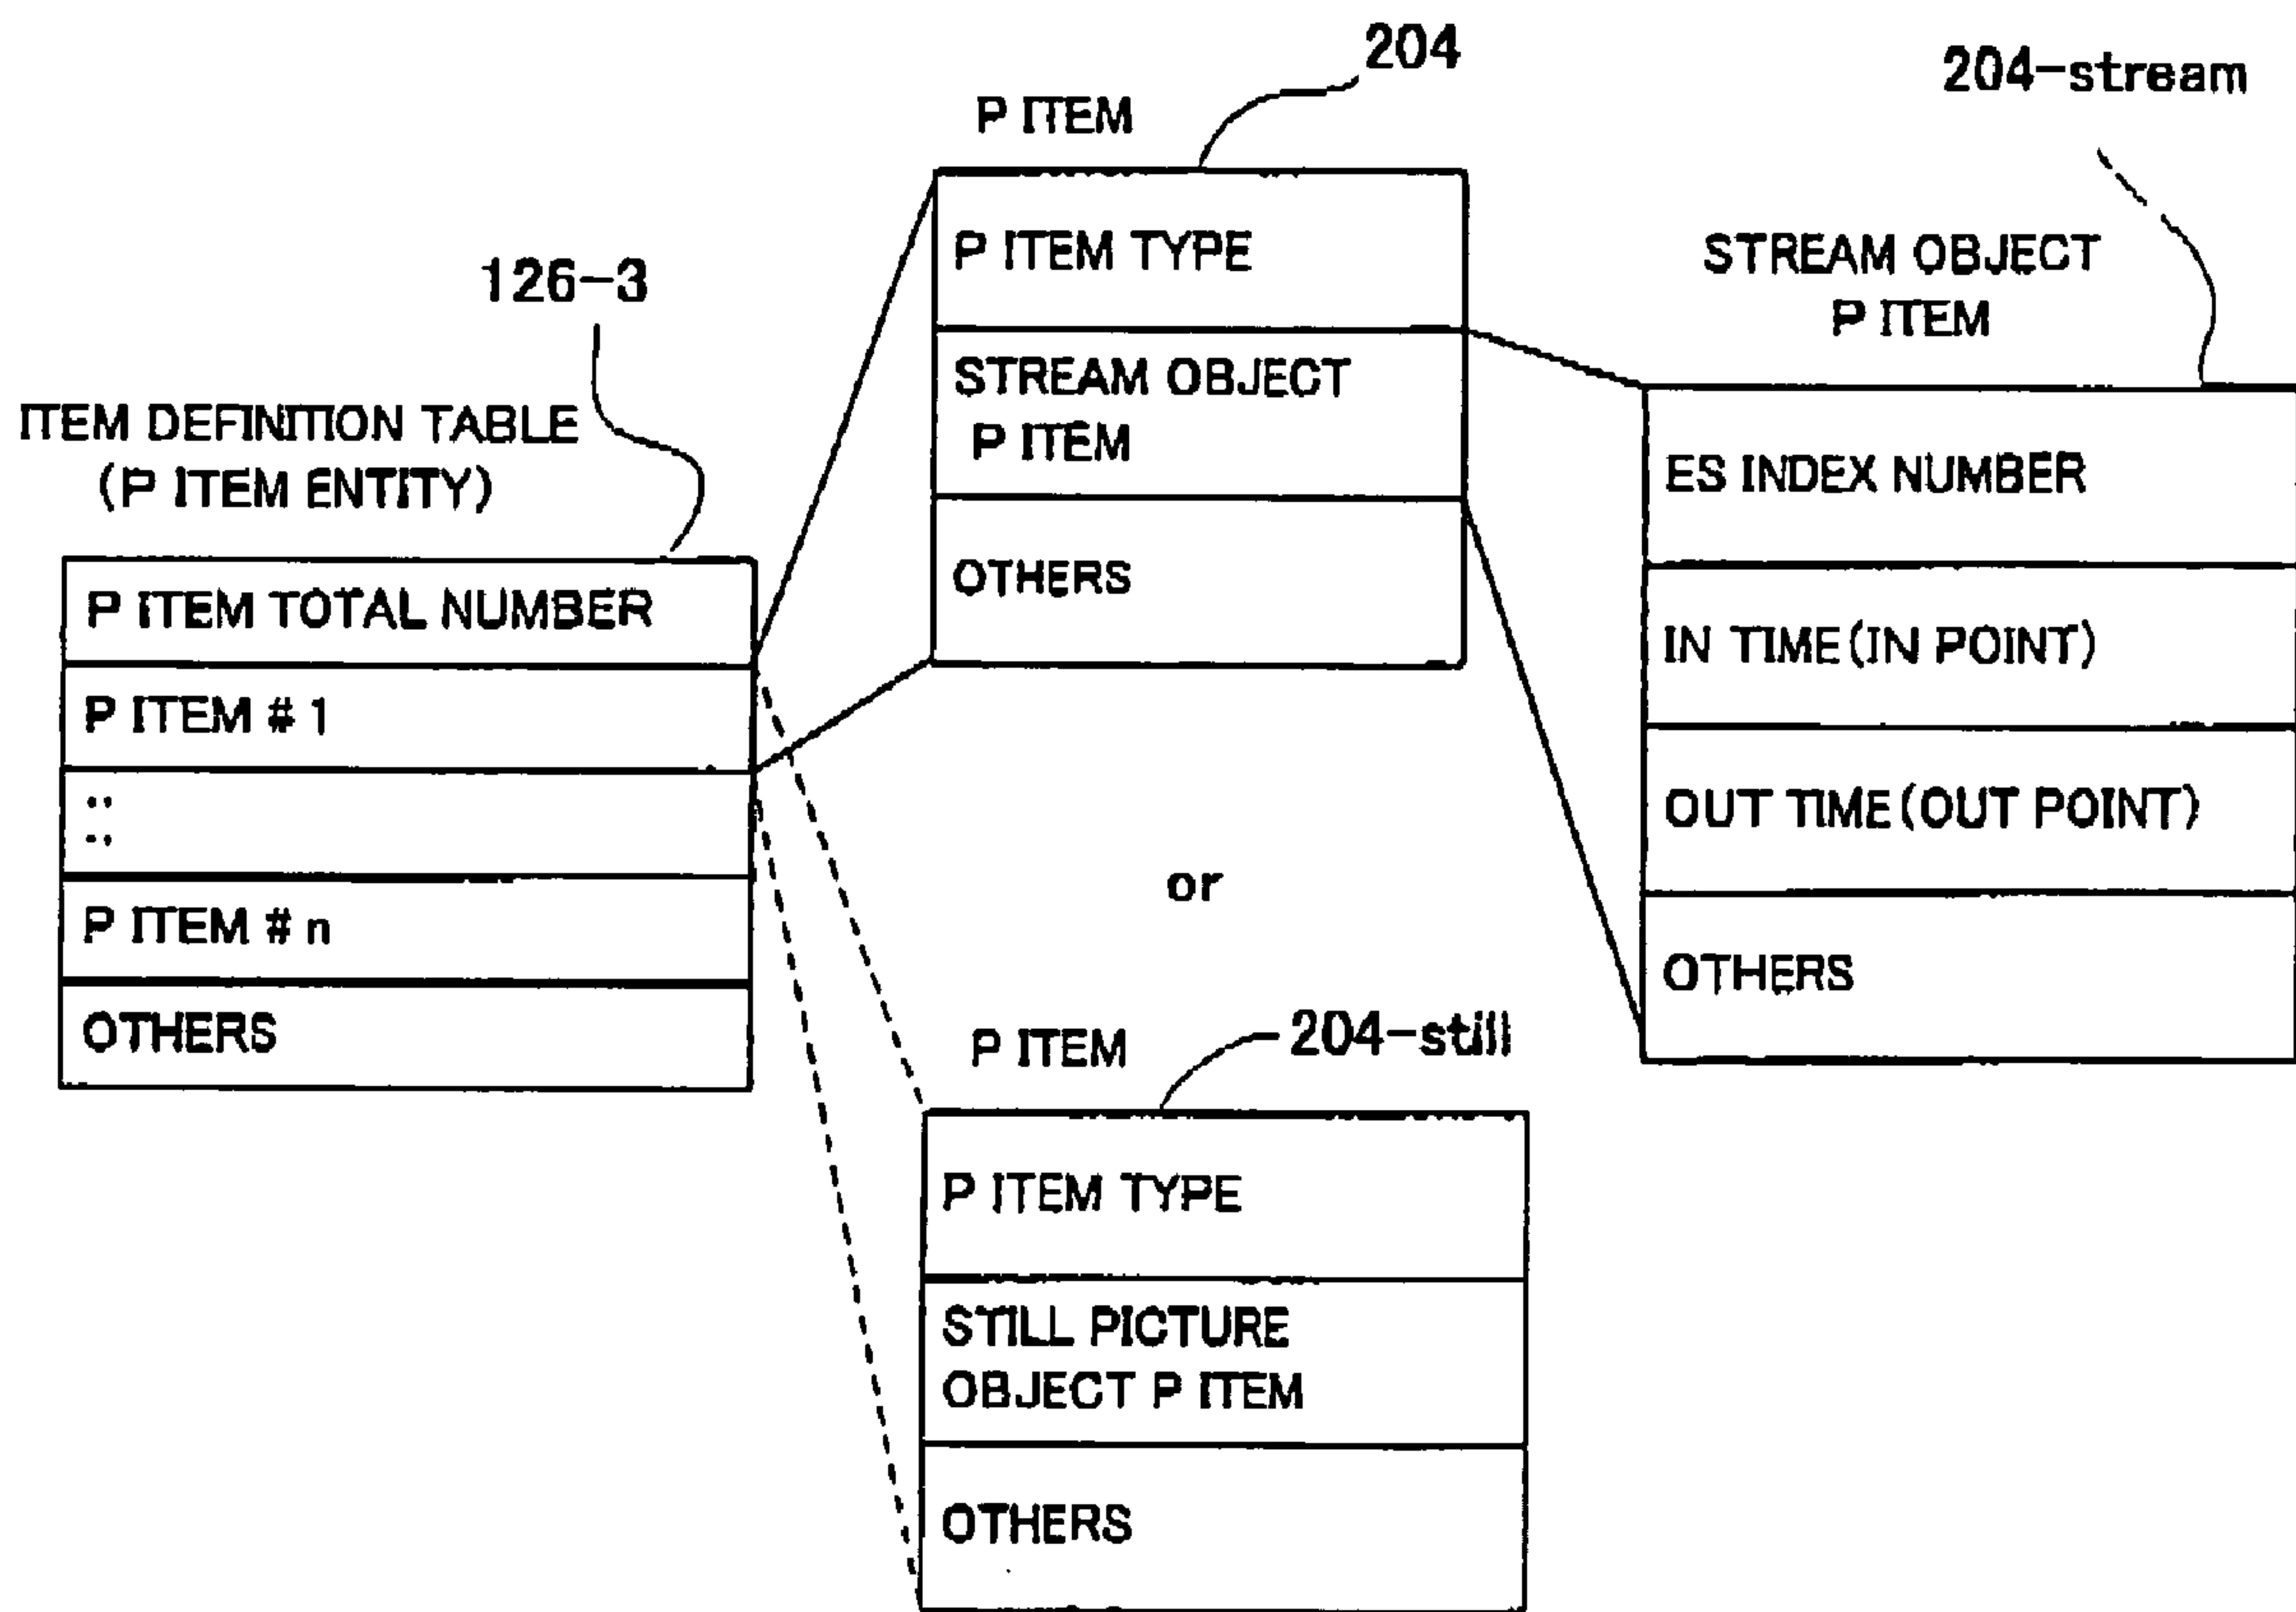 126-3
ITEM DEFINITION TABLE
(P ITEM ENTITY)
P ITEM TOTAL NUMBER
P ITEM # 1
::
::
P ITEM # n
OTHERS
204
P ITEM
P ITEM TYPE
STREAM OBJECT
P ITEM
OTHERS
204-stream
STREAM OBJECT
P ITEM
ES INDEX NUMBER
IN TIME(IN POINT)
OUT TIME(OUT POINT)
OTHERS
or
P ITEM
204-still
P ITEM TYPE
STILL PICTURE
OBJECT P ITEM
OTHERS